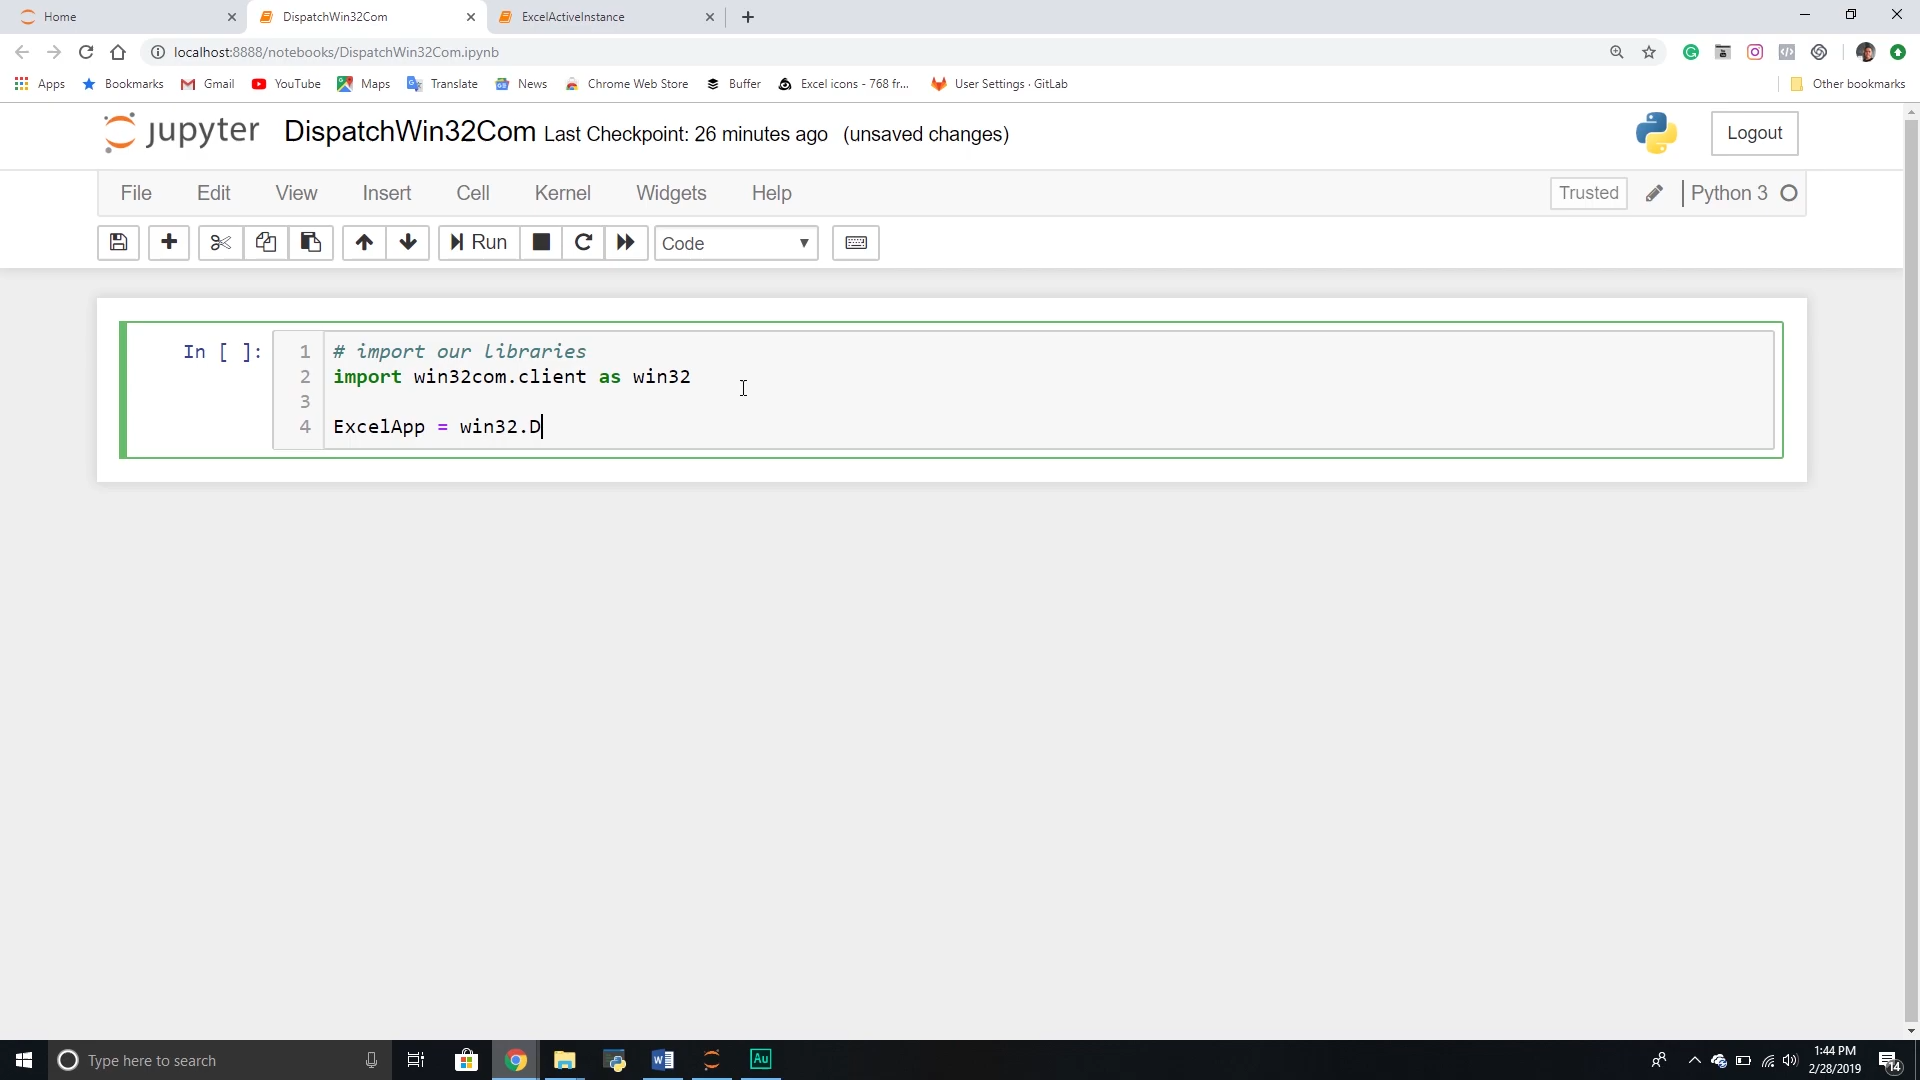 Home
DispatchWin32Com
ExcelActiveInstance
localhost:8888/notebooks/DispatchWin32Com.ipynb
Apps Bookmarks Gmail YouTube Maps Translate News Chrome Web Store Buffer Excel icons - 768 fr... User Settings · GitLab Other bookmarks
jupyter DispatchWin32Com Last Checkpoint: 26 minutes ago (unsaved changes) Logout
File Edit View Insert Cell Kernel Widgets Help Trusted Python 3
Run Code
In [ ]:
1 # import our libraries
2 import win32com.client as win32
3
4 ExcelApp = win32.D
Type here to search
Au
1:44 PM
2/28/2019
14